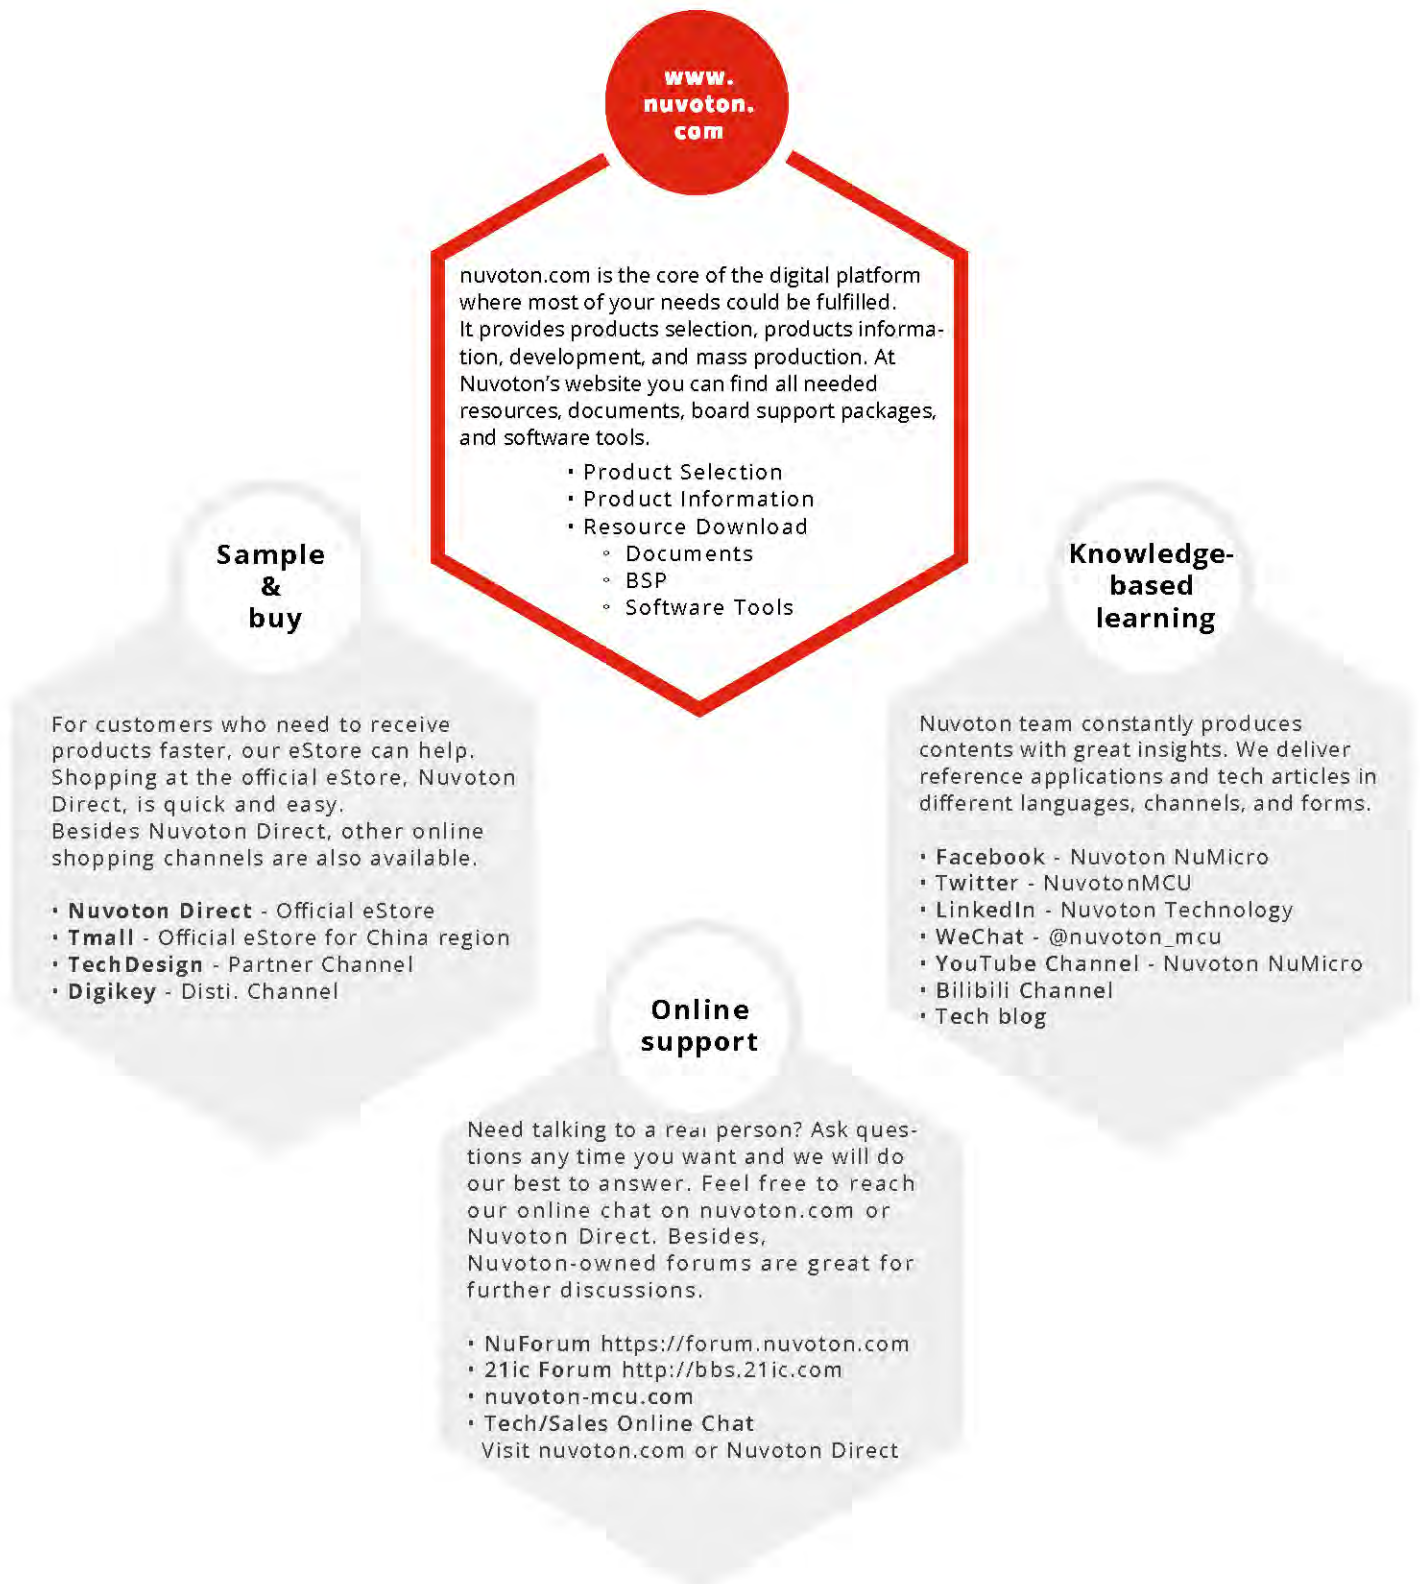 www.
nuvoton.
com
nuvoton.com is the core of the digital platform
where most of your needs could be fulfilled.
It provides products selection, products informa-
tion, development, and mass production. At
Nuvoton's website you can find all needed
resources, documents, board support packages,
and software tools.
• Product Selection
• Product Information
• Resource Download
◦ Documents
◦ BSP
◦ Software Tools
Sample
&
buy
For customers who need to receive
products faster, our eStore can help.
Shopping at the official eStore, Nuvoton
Direct, is quick and easy.
Besides Nuvoton Direct, other online
shopping channels are also available.
• Nuvoton Direct - Official eStore
• Tmall - Official eStore for China region
• TechDesign - Partner Channel
• Digikey - Disti. Channel
Knowledge-
based
learning
Nuvoton team constantly produces
contents with great insights. We deliver
reference applications and tech articles in
different languages, channels, and forms.
• Facebook - Nuvoton NuMicro
• Twitter - NuvotonMCU
• LinkedIn - Nuvoton Technology
• WeChat - @nuvoton_mcu
• YouTube Channel - Nuvoton NuMicro
• Bilibili Channel
• Tech blog
Online
support
Need talking to a real person? Ask ques-
tions any time you want and we will do
our best to answer. Feel free to reach
our online chat on nuvoton.com or
Nuvoton Direct. Besides,
Nuvoton-owned forums are great for
further discussions.
• NuForum https://forum.nuvoton.com
• 21ic Forum http://bbs.21ic.com
• nuvoton-mcu.com
• Tech/Sales Online Chat
Visit nuvoton.com or Nuvoton Direct